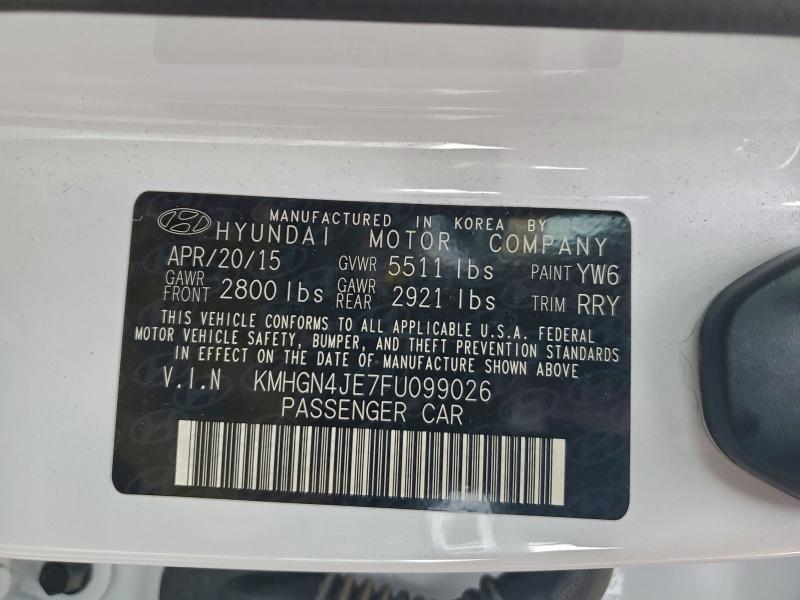 MANUFACTURED IN KOREA BY
HYUNDAI MOTOR COMPANY
APR/20/15 GVWR 5511 lbs PAINT YW6
GAWR FRONT 2800 lbs GAWR REAR 2921 lbs TRIM RRY
THIS VEHICLE CONFORMS TO ALL APPLICABLE U.S.A. FEDERAL
MOTOR VEHICLE SAFETY, BUMPER, AND THEFT PREVENTION STANDARDS
IN EFFECT ON THE DATE OF MANUFACTURE SHOWN ABOVE
V.I.N KMHGN4JE7FU099026
PASSENGER CAR